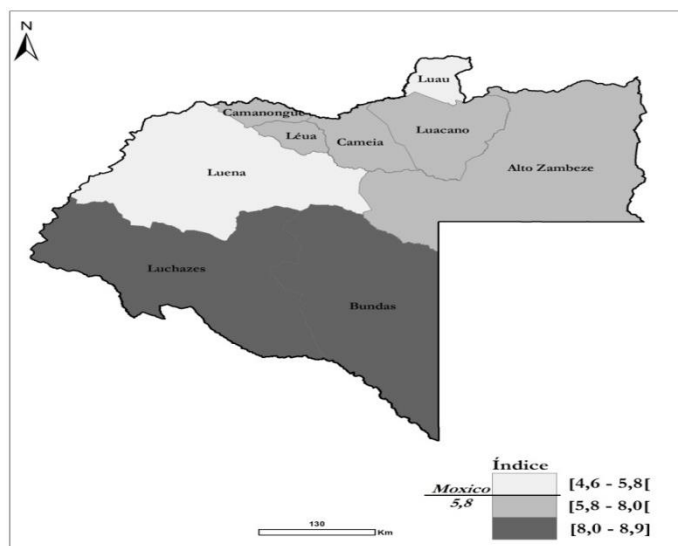 N
Luau
Camanongue
Léua
Cameia
Luacano
Alto Zambeze
Luena
Luchazes
Bundas
Índice
[4,6 - 5,8[
Moxico
5,8
[5,8 - 8,0[
[8,0 - 8,9]
130
Km